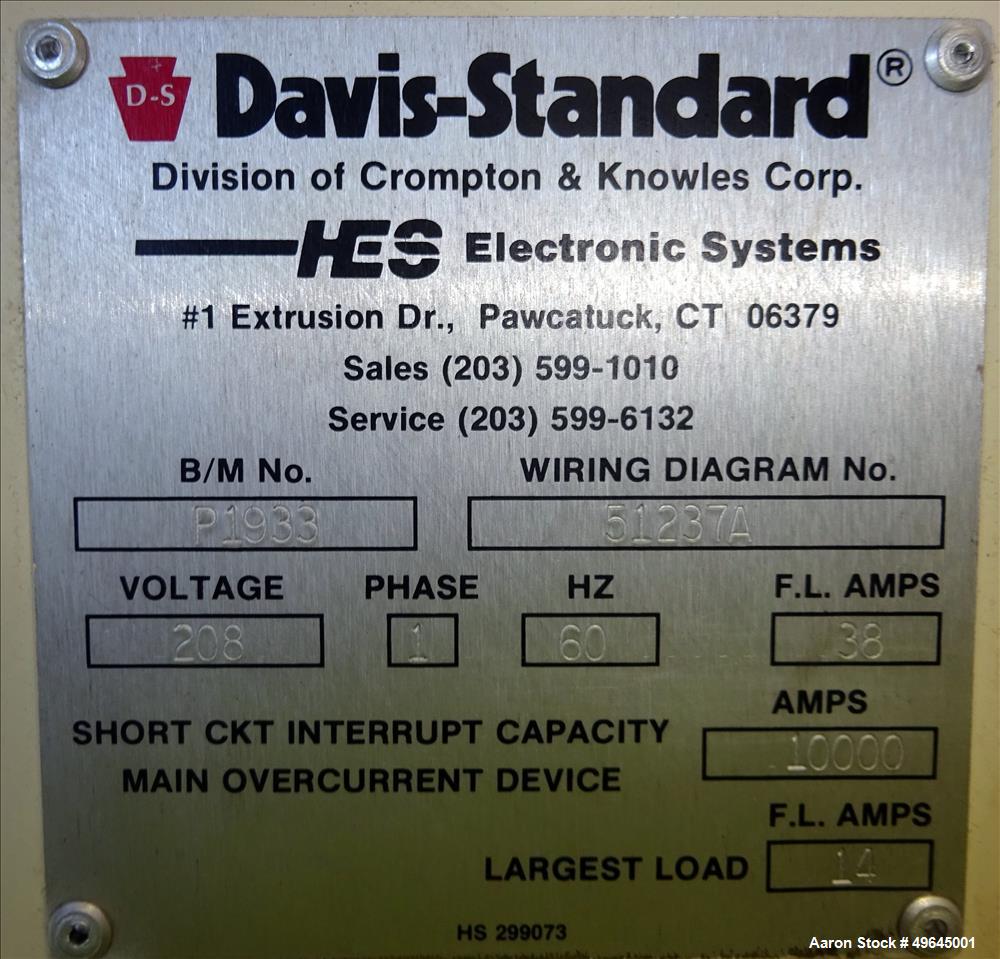 D-S Davis-Standard®
Division of Crompton & Knowles Corp.
HES Electronic Systems
#1 Extrusion Dr., Pawcatuck, CT 06379
Sales (203) 599-1010
Service (203) 599-6132
B/M No. WIRING DIAGRAM No.
P1933 51237A
VOLTAGE PHASE HZ F.L. AMPS
208 1 60 38
AMPS
SHORT CKT INTERRUPT CAPACITY 10000
MAIN OVERCURRENT DEVICE
F.L. AMPS
LARGEST LOAD 14
HS 299073
Aaron Stock # 49645001